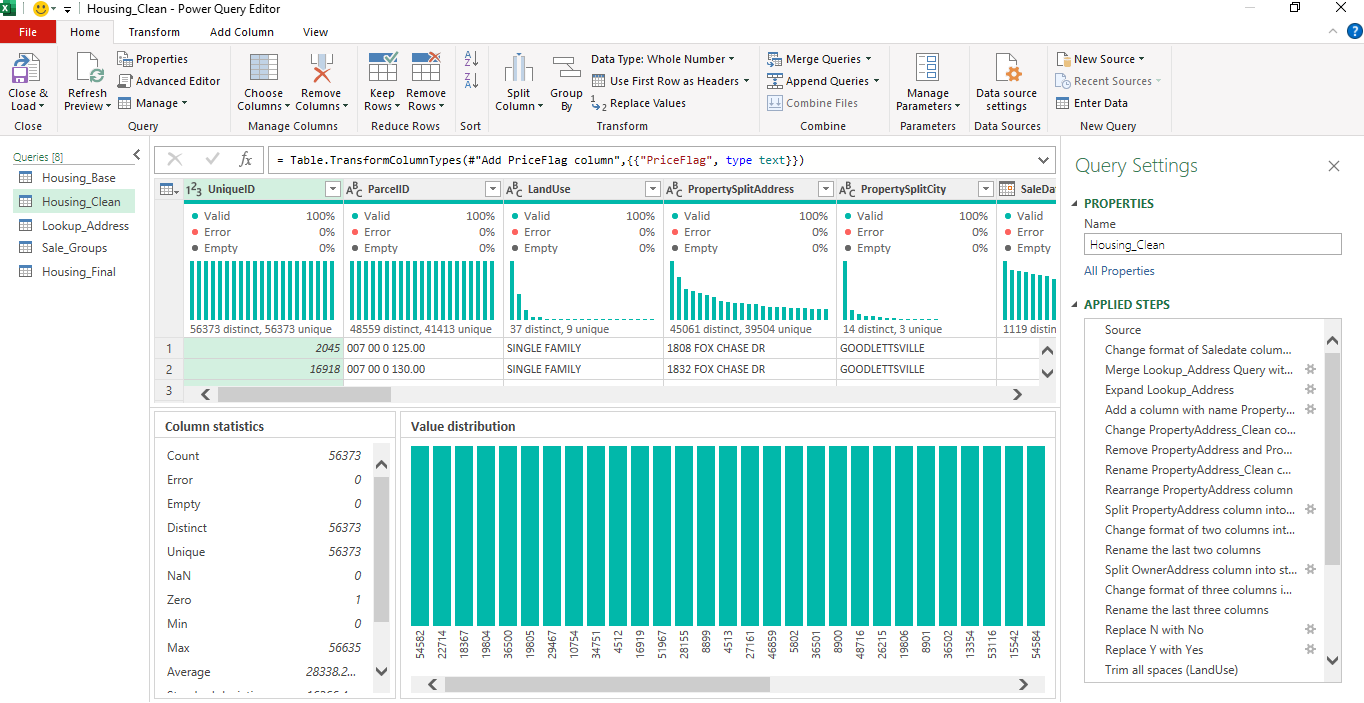 Housing_Clean - Power Query Editor
File Home Transform Add Column View
Close & Load
Close
Refresh Preview
Properties
Advanced Editor
Manage
Query
Choose Columns
Remove Columns
Manage Columns
Keep Rows
Remove Rows
Reduce Rows
Sort
Split Column
Group By
Data Type: Whole Number
Use First Row as Headers
Replace Values
Transform
Merge Queries
Append Queries
Combine Files
Combine
Manage Parameters
Parameters
Data source settings
Data Sources
New Source
Recent Sources
Enter Data
New Query
Queries [8]
Housing_Base
Housing_Clean
Lookup_Address
Sale_Groups
Housing_Final
fx = Table.TransformColumnTypes(#"Add PriceFlag column",{{"PriceFlag", type text}})
UniqueID ParcelID LandUse PropertySplitAddress PropertySplitCity SaleDa
Valid 100% Valid 100% Valid 100% Valid 100% Valid 100% Valid
Error 0% Error 0% Error 0% Error 0% Error 0% Error
Empty 0% Empty 0% Empty 0% Empty 0% Empty 0% Empty
56373 distinct, 56373 unique 48559 distinct, 41413 unique 37 distinct, 9 unique 45061 distinct, 39504 unique 14 distinct, 3 unique 1119 distin
1 2045 007 00 0 125.00 SINGLE FAMILY 1808 FOX CHASE DR GOODLETTSVILLE
2 16918 007 00 0 130.00 SINGLE FAMILY 1832 FOX CHASE DR GOODLETTSVILLE
3
Column statistics
Count 56373
Error 0
Empty 0
Distinct 56373
Unique 56373
NaN 0
Zero 1
Min 0
Max 56635
Average 28338.2...
Value distribution
54582 22714 18367 19804 36500 19805 29467 10754 34751 4512 16919 51967 28155 8899 4513 27161 46859 5802 36501 8900 48716 26215 19806 8901 36502 13354 53116 15542 54584
Query Settings
PROPERTIES
Name
Housing_Clean
All Properties
APPLIED STEPS
Source
Change format of Saledate colum...
Merge Lookup_Address Query wit...
Expand Lookup_Address
Add a column with name Property...
Change PropertyAddress_Clean co...
Remove PropertyAddress and Pro...
Rename PropertyAddress_Clean c...
Rearrange PropertyAddress column
Split PropertyAddress column into...
Change format of two columns int...
Rename the last two columns
Split OwnerAddress column into st...
Change format of three columns i...
Rename the last three columns
Replace N with No
Replace Y with Yes
Trim all spaces (LandUse)